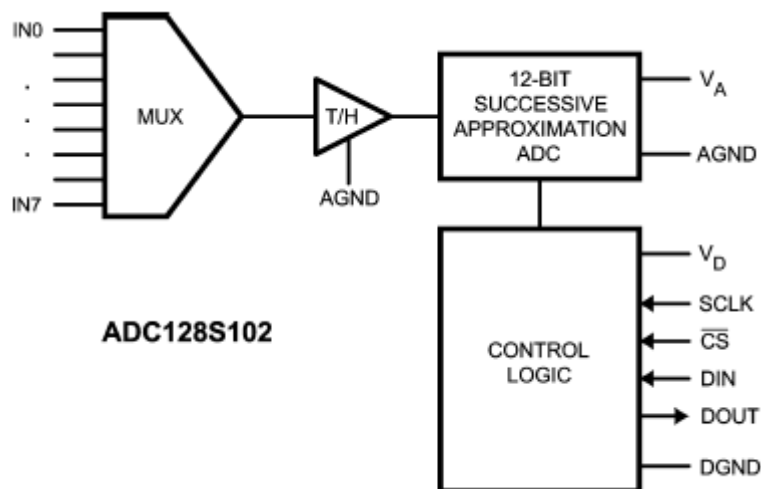 IN0
.
.
.
IN7
MUX
T/H
AGND
12-BIT
SUCCESSIVE
APPROXIMATION
ADC
VA
AGND
ADC128S102
CONTROL
LOGIC
VD
SCLK
C̅S̅
DIN
DOUT
DGND